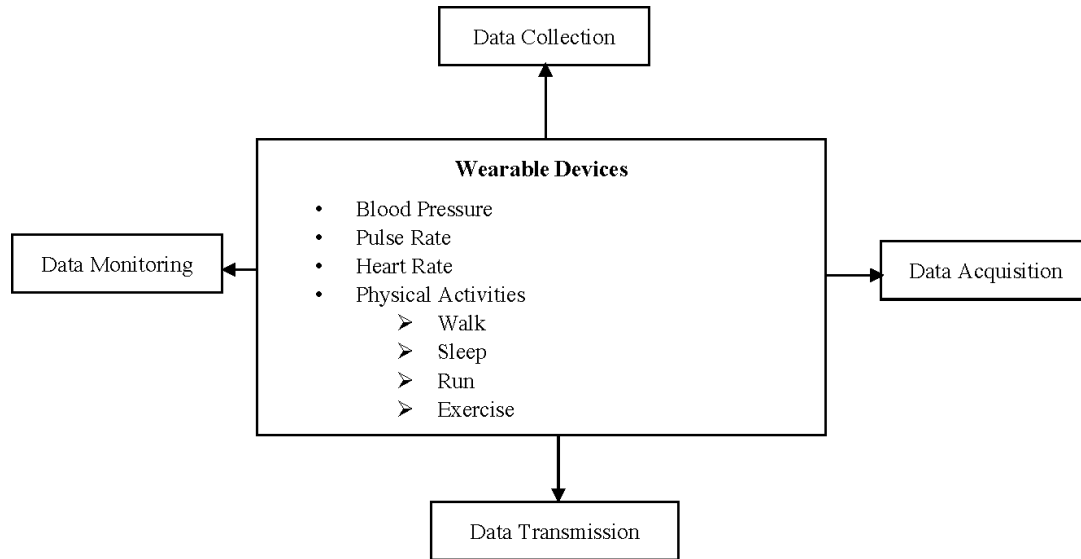 Data Collection
Wearable Devices
• Blood Pressure
• Pulse Rate
• Heart Rate
• Physical Activities
➢ Walk
➢ Sleep
➢ Run
➢ Exercise
Data Monitoring
Data Acquisition
Data Transmission